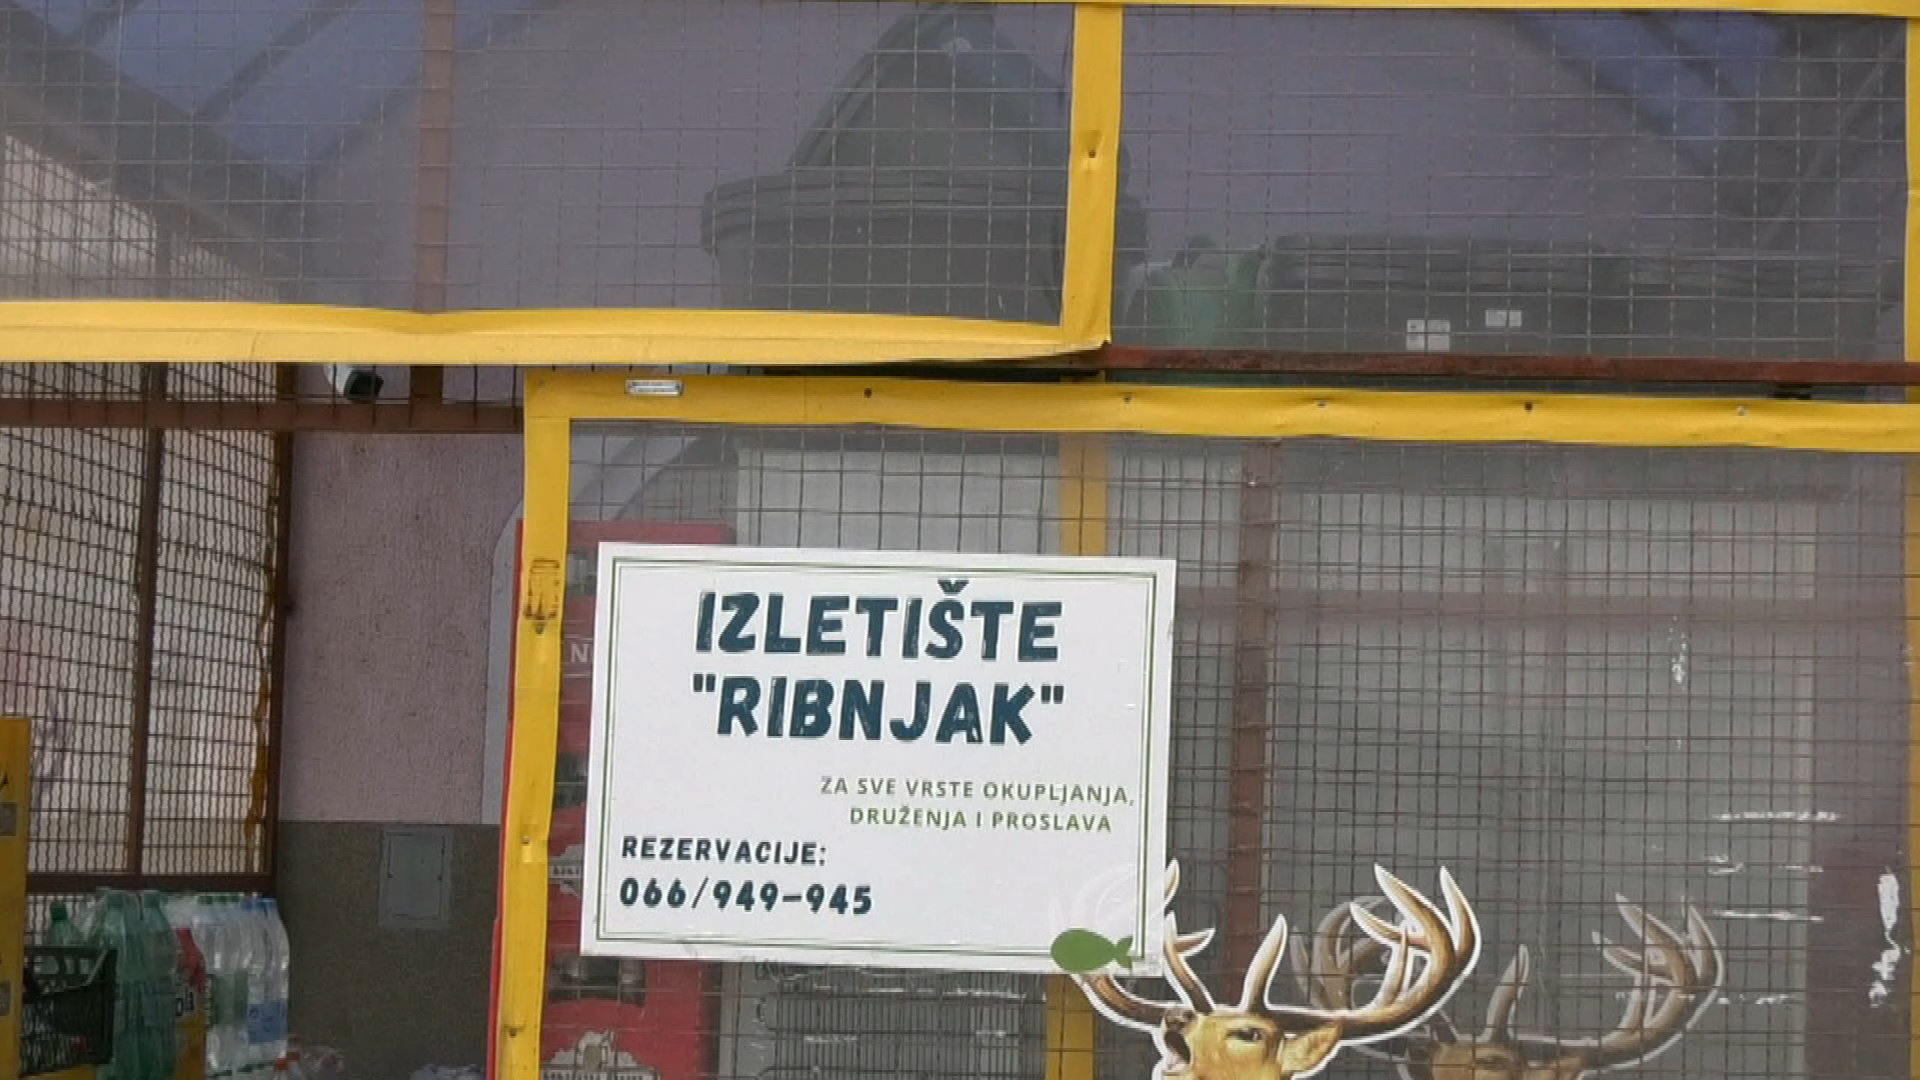 IZLETIŠTE
"RIBNJAK"
ZA SVE VRSTE OKUPLJANJA,
DRUŽENJA I PROSLAVA
REZERVACIJE:
066/949-945